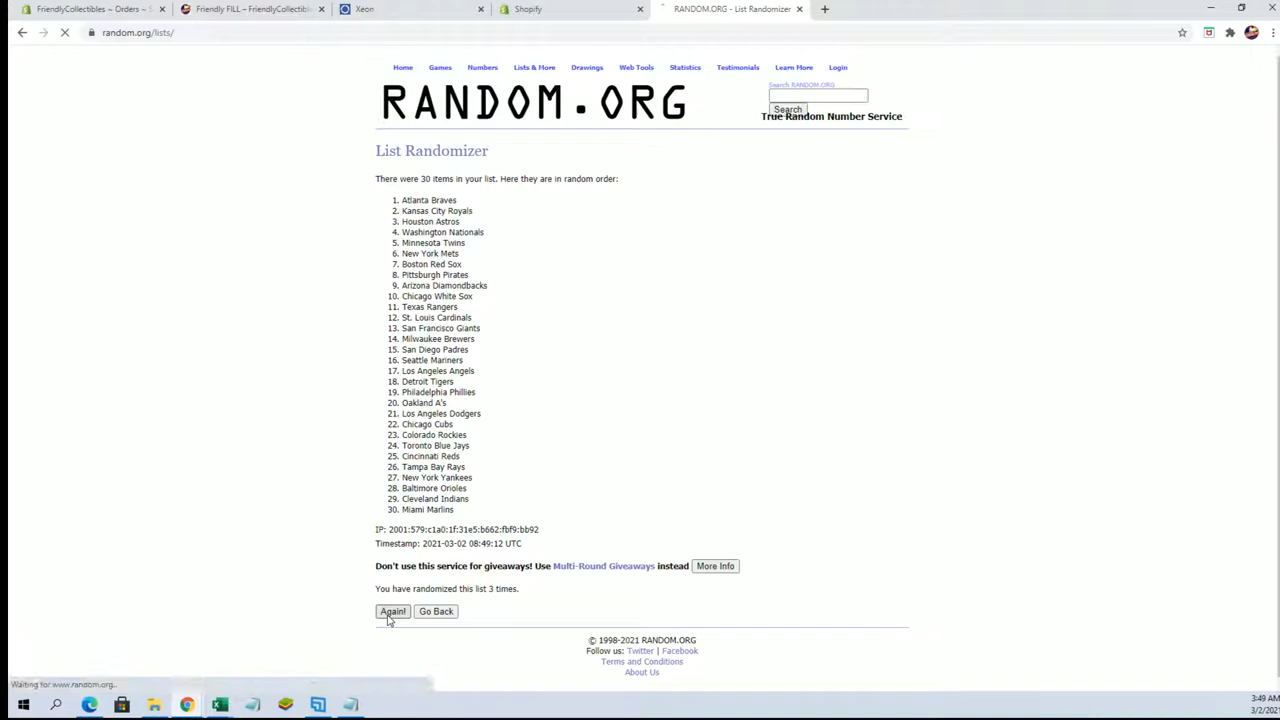 FriendlyCollectibles ~ Orders ~ S
Friendly FILL – FriendlyCollectible
Xeon
Shopify
RANDOM.ORG - List Randomizer
random.org/lists/
Home Games Numbers Lists & More Drawings Web Tools Statistics Testimonials Learn More Login
Search RANDOM.ORG
RANDOM.ORG
Search
True Random Number Service
List Randomizer
There were 30 items in your list. Here they are in random order:
1. Atlanta Braves
2. Kansas City Royals
3. Houston Astros
4. Washington Nationals
5. Minnesota Twins
6. New York Mets
7. Boston Red Sox
8. Pittsburgh Pirates
9. Arizona Diamondbacks
10. Chicago White Sox
11. Texas Rangers
12. St. Louis Cardinals
13. San Francisco Giants
14. Milwaukee Brewers
15. San Diego Padres
16. Seattle Mariners
17. Los Angeles Angels
18. Detroit Tigers
19. Philadelphia Phillies
20. Oakland A's
21. Los Angeles Dodgers
22. Chicago Cubs
23. Colorado Rockies
24. Toronto Blue Jays
25. Cincinnati Reds
26. Tampa Bay Rays
27. New York Yankees
28. Baltimore Orioles
29. Cleveland Indians
30. Miami Marlins
IP: 2001:579:c1a0:1f:31e5:b662:fbf9:bb92
Timestamp: 2021-03-02 08:49:12 UTC
Don't use this service for giveaways! Use Multi-Round Giveaways instead More Info
You have randomized this list 3 times.
Again! Go Back
© 1998-2021 RANDOM.ORG
Follow us: Twitter | Facebook
Terms and Conditions
About Us
Waiting for www.random.org...
3:49 AM
3/2/2021